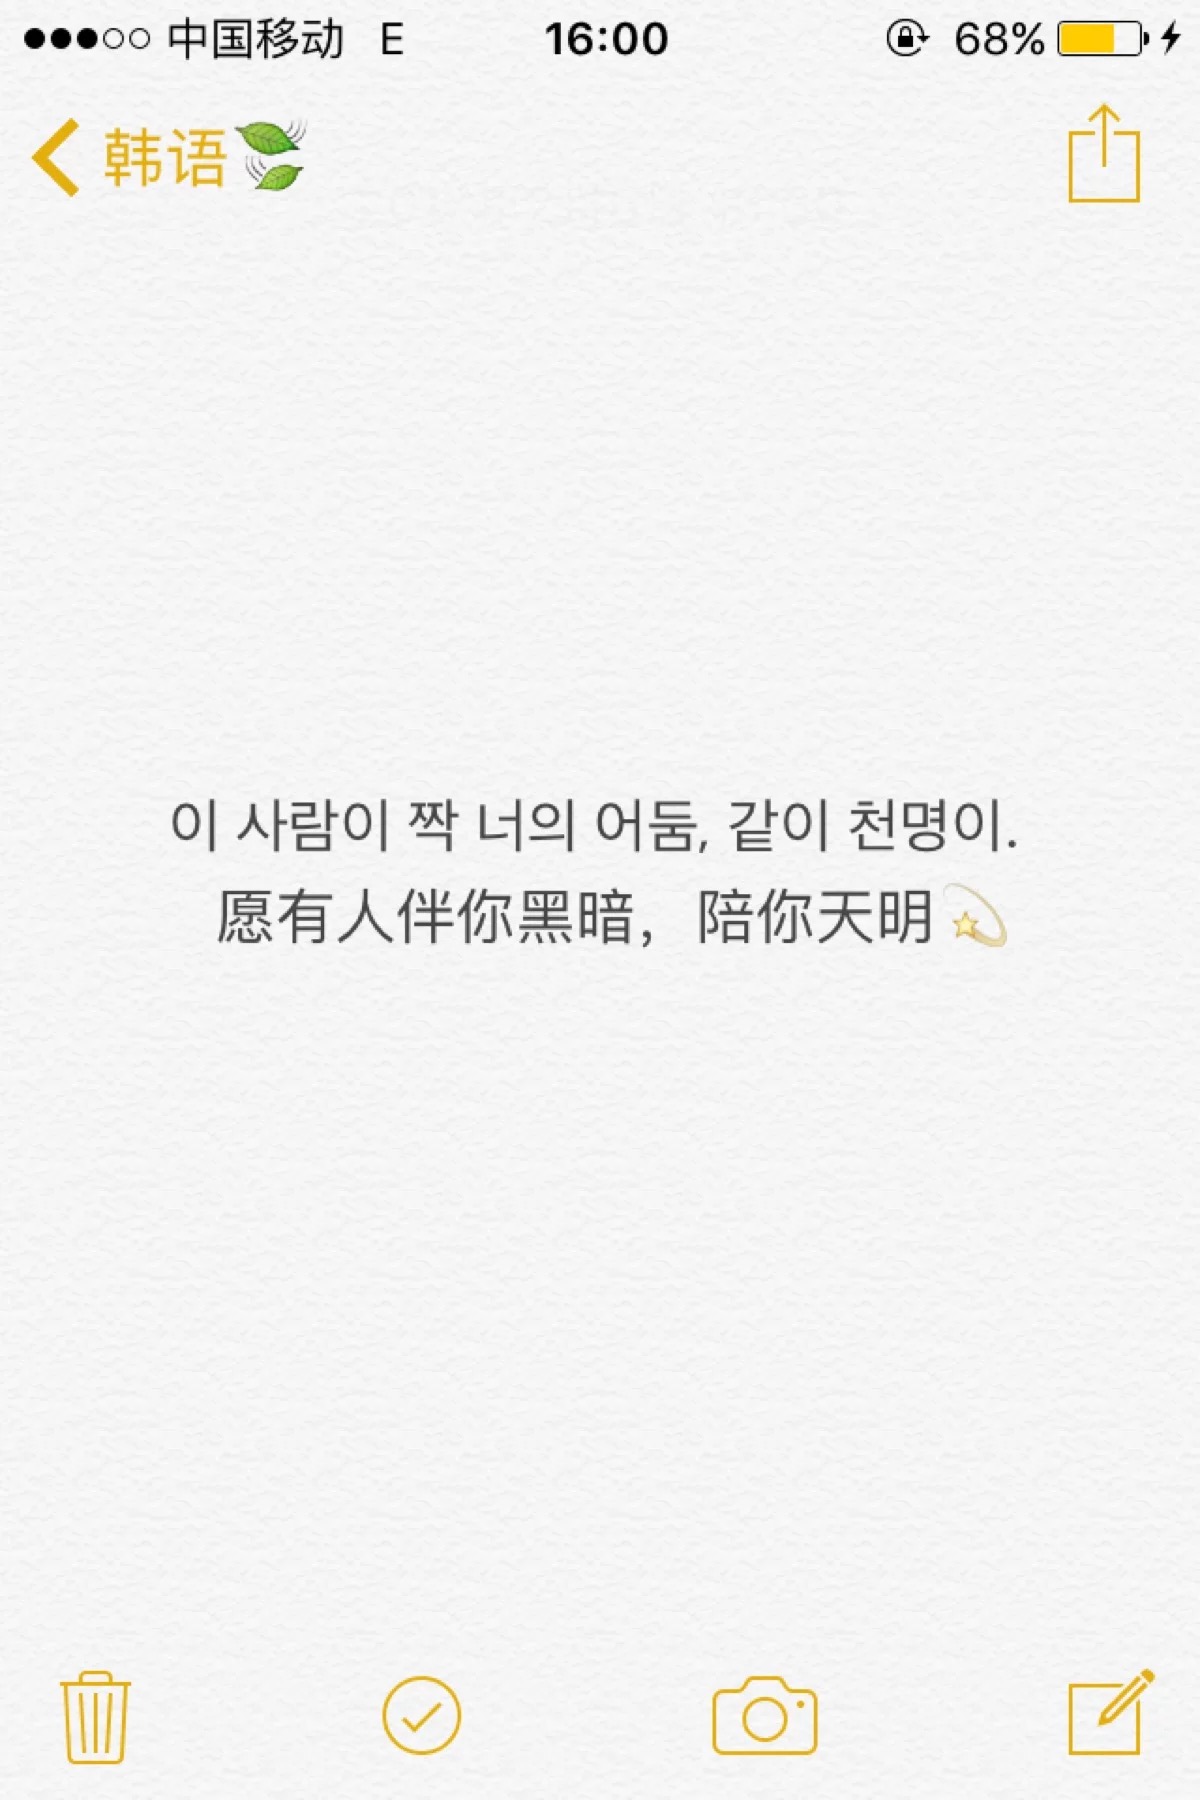 中国移动 E 16:00 68%
韩语🍃
이 사람이 짝 너의 어둠, 같이 천명이.
愿有人伴你黑暗，陪你天明💫